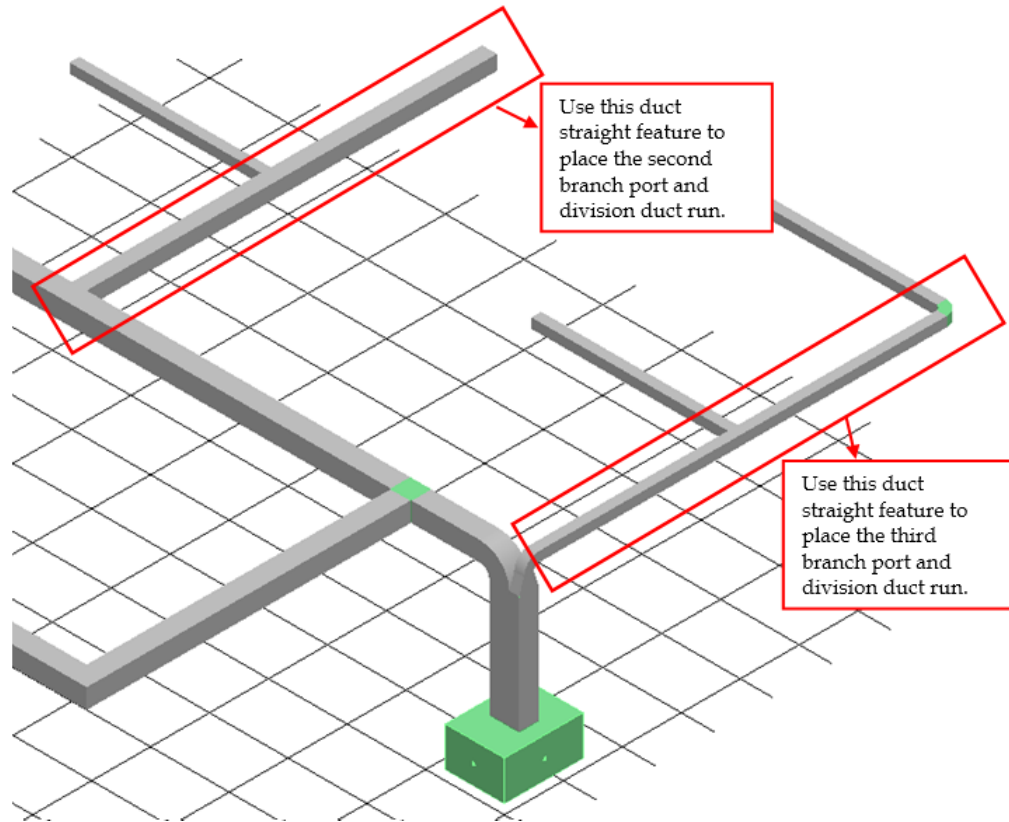 Use this duct
straight feature to
place the second
branch port and
division duct run.
Use this duct
straight feature to
place the third
branch port and
division duct run.